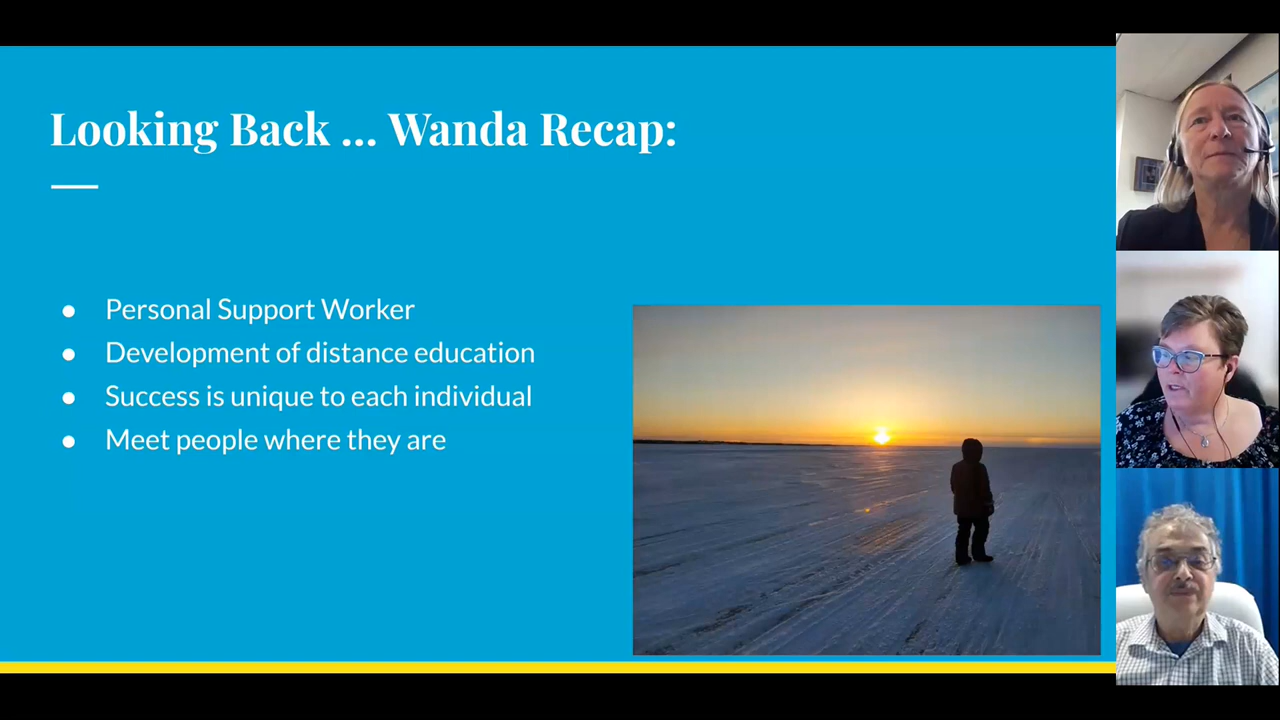 Looking Back ... Wanda Recap:
● Personal Support Worker
● Development of distance education
● Success is unique to each individual
● Meet people where they are